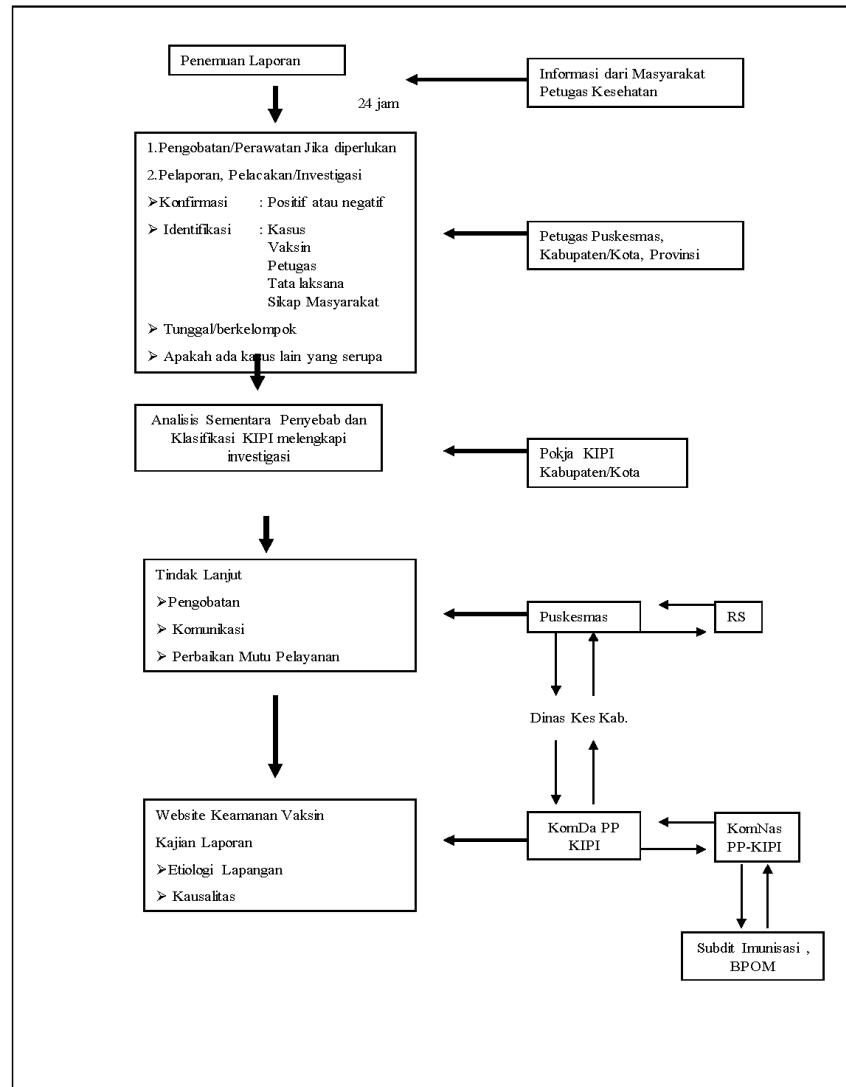 Penemuan Laporan
Informasi dari Masyarakat
Petugas Kesehatan
24 jam
1.Pengobatan/Perawatan Jika diperlukan
2.Pelaporan, Pelacakan/Investigasi
➢Konfirmasi : Positif atau negatif
➢ Identifikasi : Kasus
Vaksin
Petugas
Tata laksana
Sikap Masyarakat
➢ Tunggal/berkelompok
➢ Apakah ada kasus lain yang serupa
Petugas Puskesmas,
Kabupaten/Kota, Provinsi
Analisis Sementara Penyebab dan
Klasifikasi KIPI melengkapi
investigasi
Pokja KIPI
Kabupaten/Kota
Tindak Lanjut
➢Pengobatan
➢ Komunikasi
➢ Perbaikan Mutu Pelayanan
Puskesmas
RS
Dinas Kes Kab.
Website Keamanan Vaksin
Kajian Laporan
➢Etiologi Lapangan
➢ Kausalitas
KomDa PP
KIPI
KomNas
PP-KIPI
Subdit Imunisasi ,
BPOM